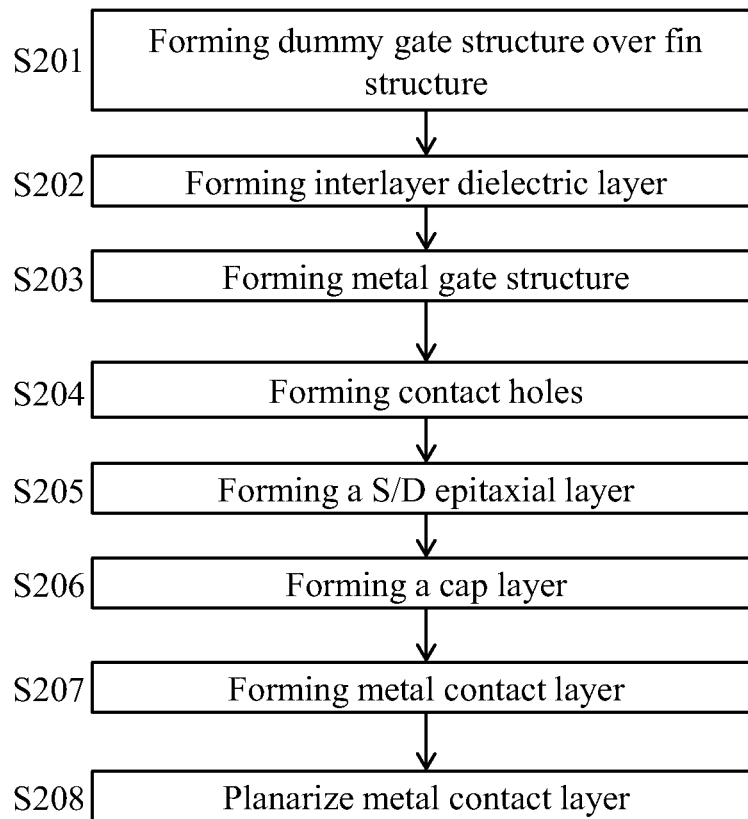 S201
Forming dummy gate structure over fin
structure
S202
Forming interlayer dielectric layer
S203
Forming metal gate structure
S204
Forming contact holes
S205
Forming a S/D epitaxial layer
S206
Forming a cap layer
S207
Forming metal contact layer
S208
Planarize metal contact layer